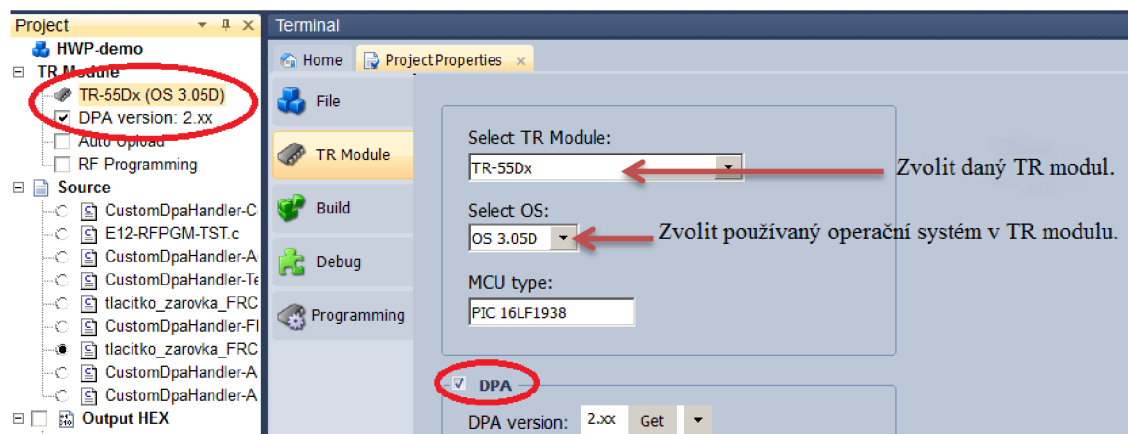 Project
Terminal
HWP-demo
TR Module
TR-55Dx (OS 3.05D)
DPA version: 2.xx
Auto Upload
RF Programming
Source
CustomDpaHandler-C
E12-RFPGM-TST.c
CustomDpaHandler-A
CustomDpaHandler-Te
tlacitko_zarovka_FRC
CustomDpaHandler-Fl
tlacitko_zarovka_FRC
CustomDpaHandler-A
CustomDpaHandler-A
Output HEX
Home
ProjectProperties
File
TR Module
Build
Debug
Programming
Select TR Module:
TR-55Dx
Zvolit daný TR modul.
Select OS:
OS 3.05D
Zvolit používaný operační systém v TR modulu.
MCU type:
PIC 16LF1938
DPA
DPA version: 2.xx Get